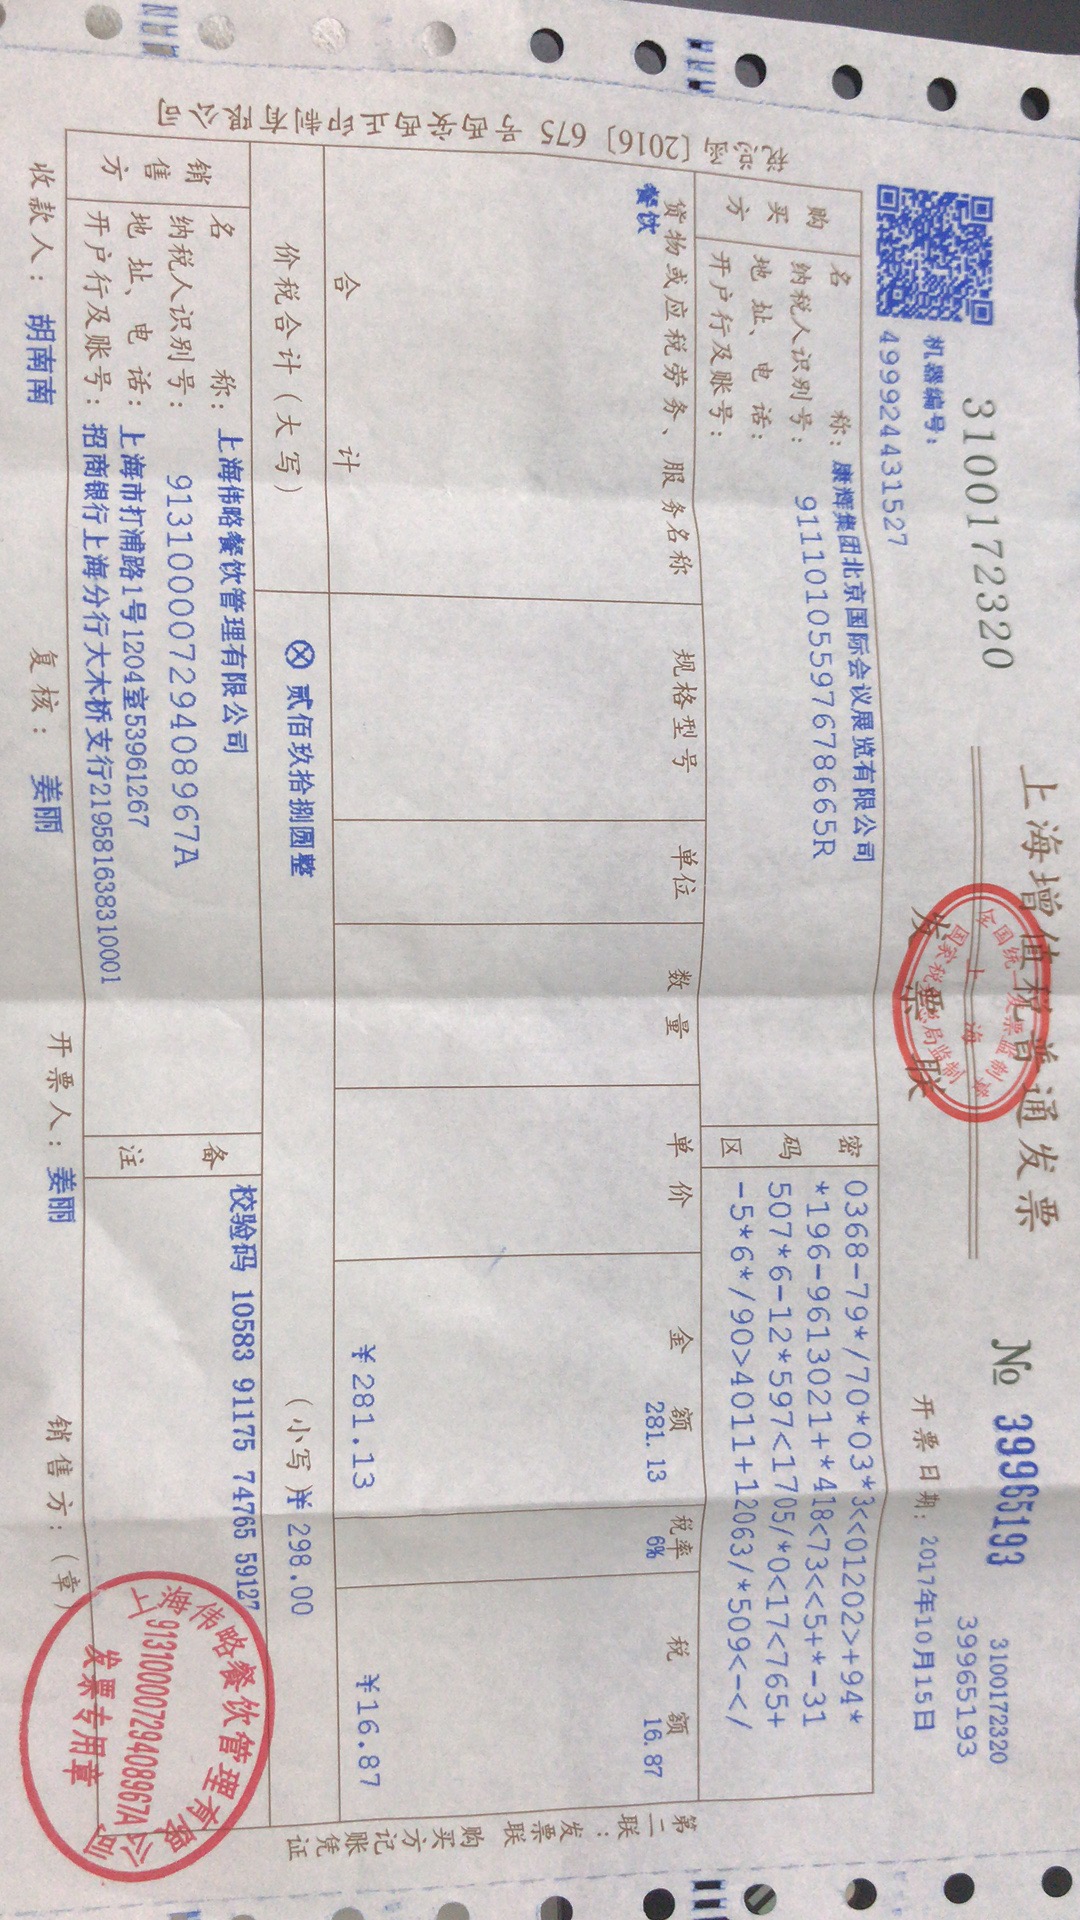 3100172320
上海增值税普通发票
发票联
全国统一发票监制章
上海
国家税务总局监制
№ 39965193
3100172320
39965193
机器编号:
499924431527
开票日期: 2017年10月15日
购买方
名称: 康辉集团北京国际会议展览有限公司
纳税人识别号: 91110105597678665R
地址、电话:
开户行及账号:
密码区
0368-79*/70*03*3<<01202>+94*
*196-9613021+*418<73<<5+*-31
507*6-12*597<1705/*0<17<765+
-5*6*/90>4011+12063/*509<-</
货物或应税劳务、服务名称 规格型号 单位 数量 单价 金额 税率 税额
餐饮 281.13 6% 16.87
合计 ¥281.13 ¥16.87
价税合计(大写) ⊗贰佰玖拾捌圆整 (小写)¥298.00
销售方
名称: 上海伟略餐饮管理有限公司
纳税人识别号: 91310000729408967A
地址、电话: 上海市打浦路1号1204室53961267
开户行及账号: 招商银行上海分行大木桥支行219581638310001
备注
校验码 10583 91175 74765 59127
收款人: 胡南南 复核: 姜丽 开票人: 姜丽 销售方:(章)
上海伟略餐饮管理有限公司
91310000729408967A
发票专用章
第二联:发票联 购买方记账凭证
[2016] 675 号西安西正印制有限公司